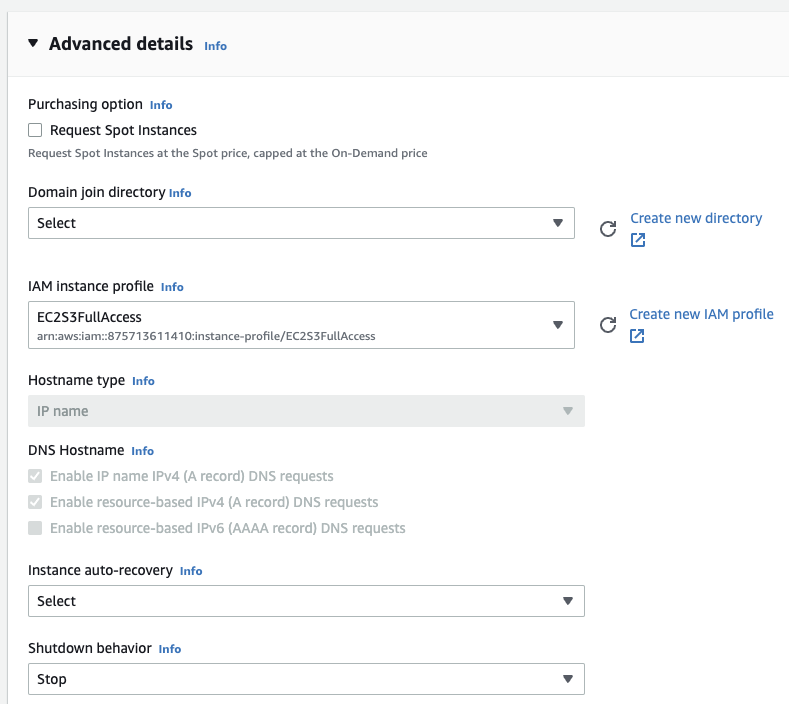 Advanced details Info
Purchasing option Info
Request Spot Instances
Request Spot Instances at the Spot price, capped at the On-Demand price
Domain join directory Info
Select
Create new directory
IAM instance profile Info
EC2S3FullAccess
arn:aws:iam::875713611410:instance-profile/EC2S3FullAccess
Create new IAM profile
Hostname type Info
IP name
DNS Hostname Info
Enable IP name IPv4 (A record) DNS requests
Enable resource-based IPv4 (A record) DNS requests
Enable resource-based IPv6 (AAAA record) DNS requests
Instance auto-recovery Info
Select
Shutdown behavior Info
Stop